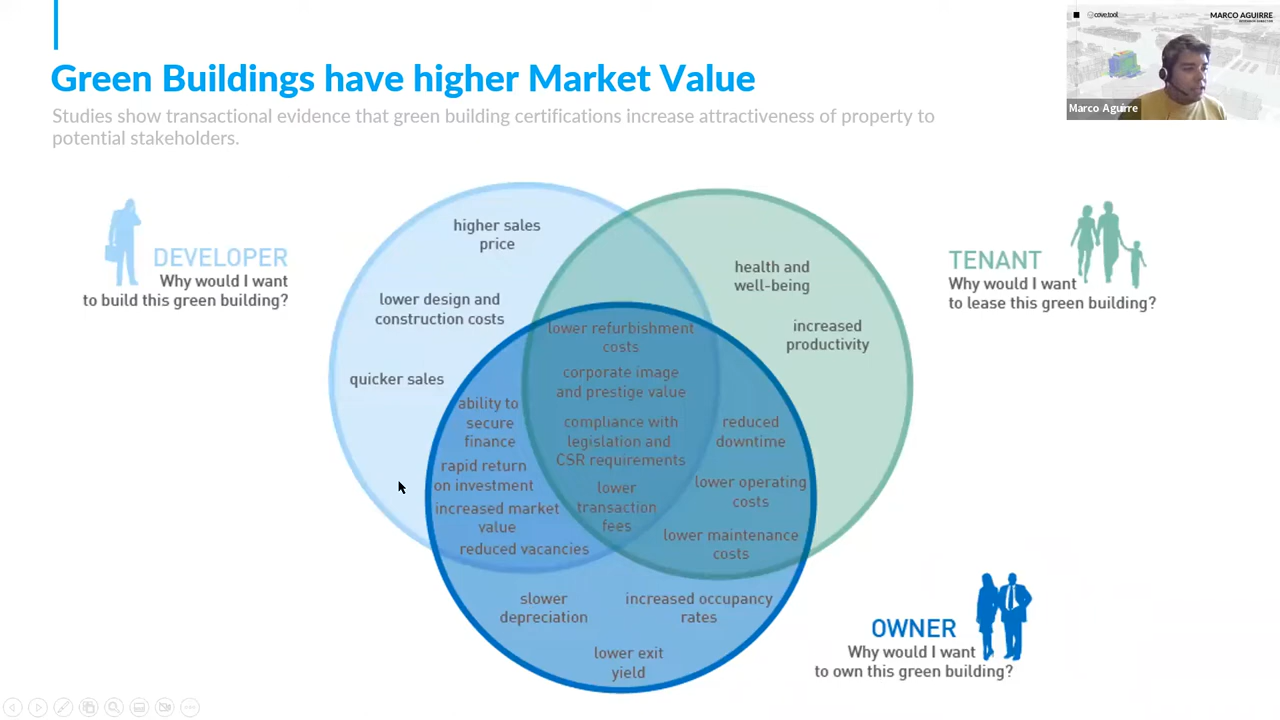 Green Buildings have higher Market Value
Studies show transactional evidence that green building certifications increase attractiveness of property to
potential stakeholders.
cove.tool
MARCO AGUIRRE
Marco Aguirre
DEVELOPER
Why would I want
to build this green building?
TENANT
Why would I want
to lease this green building?
higher sales
price
lower design and
construction costs
quicker sales
health and
well-being
increased
productivity
lower refurbishment
costs
corporate image
and prestige value
compliance with
legislation and
CSR requirements
lower
transaction
fees
ability to
secure
finance
rapid return
on investment
increased market
value
reduced vacancies
reduced
downtime
lower operating
costs
lower maintenance
costs
slower
depreciation
increased occupancy
rates
lower exit
yield
OWNER
Why would I want
to own this green building?